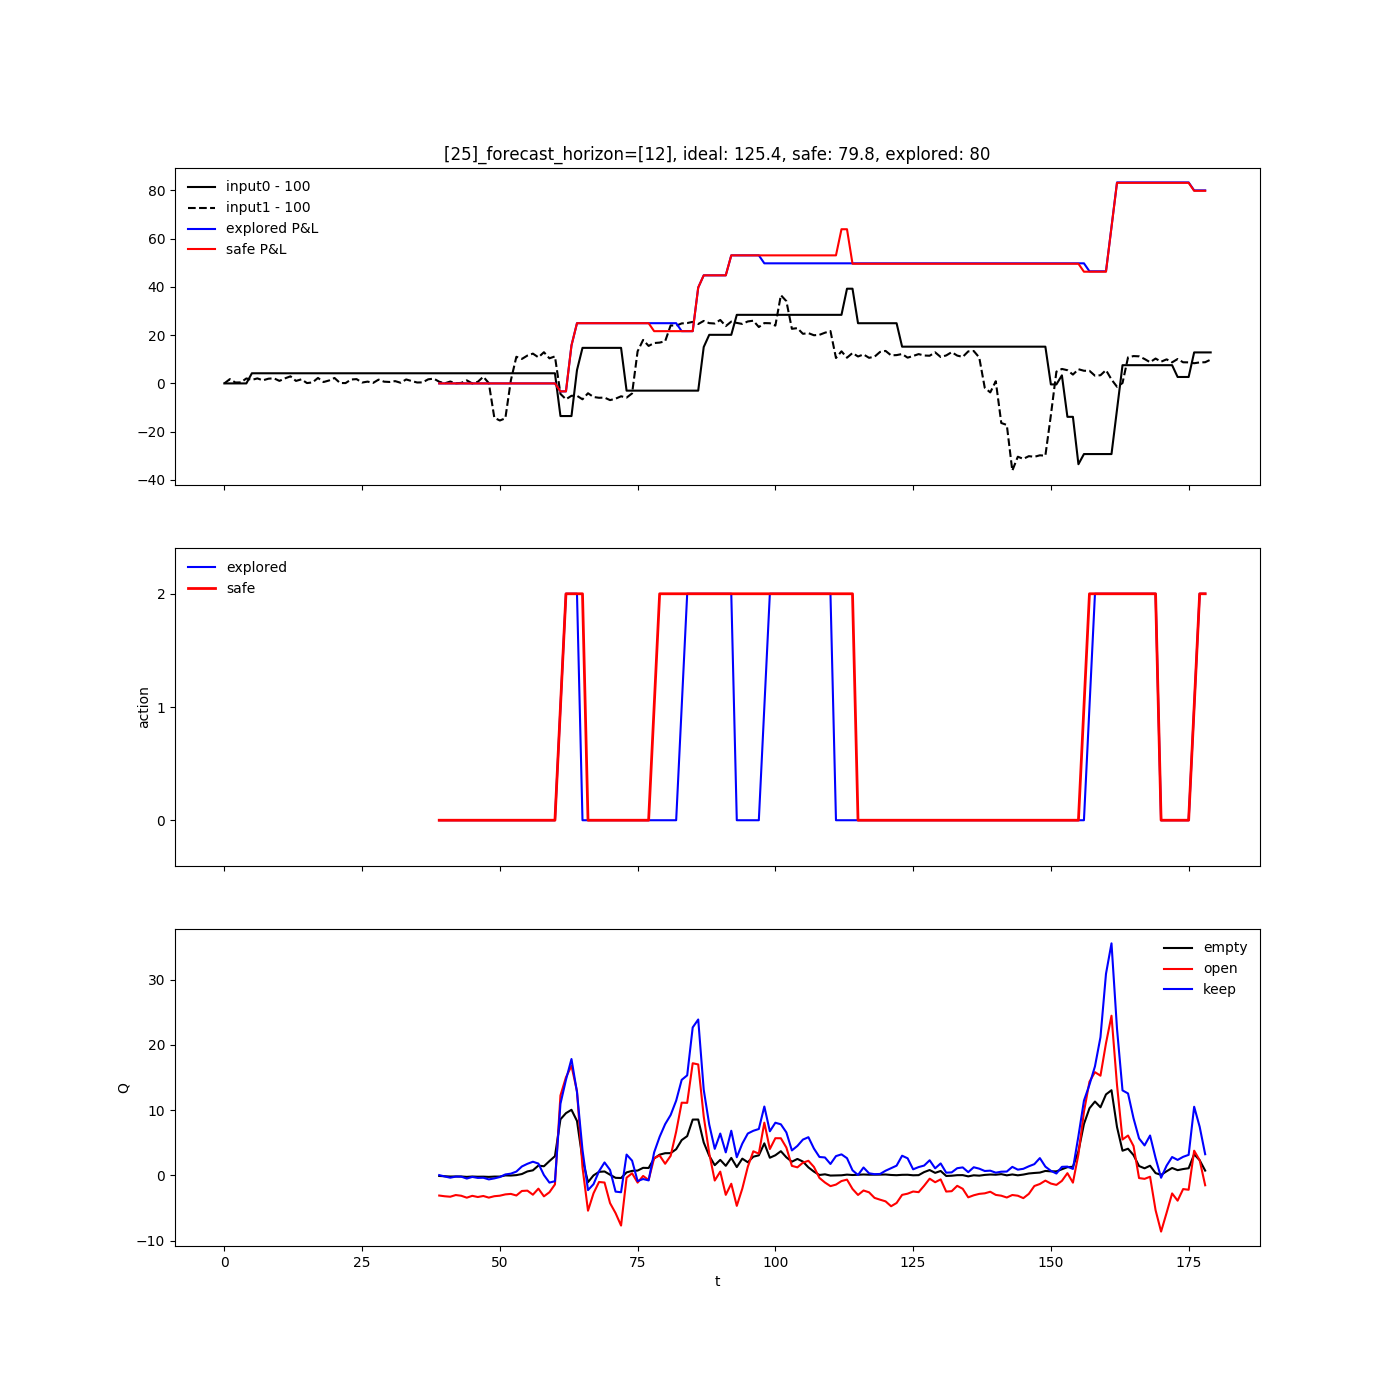 [25]_forecast_horizon=[12], ideal: 125.4, safe: 79.8, explored: 80
80
60
40
20
0
−20
−40
input0 - 100
input1 - 100
explored P&L
safe P&L
2
1
0
action
explored
safe
30
20
10
0
−10
Q
empty
open
keep
0 25 50 75 100 125 150 175
t